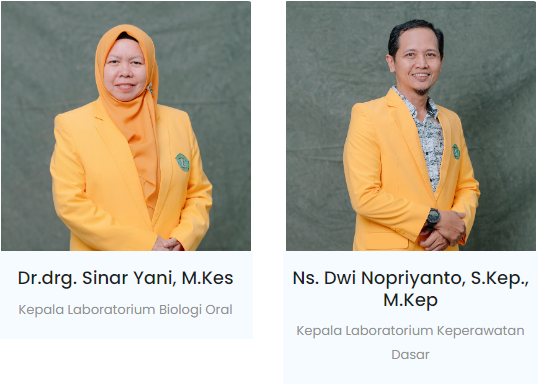 Dr.drg. Sinar Yani, M.Kes
Kepala Laboratorium Biologi Oral
Ns. Dwi Nopriyanto, S.Kep.,
M.Kep
Kepala Laboratorium Keperawatan
Dasar